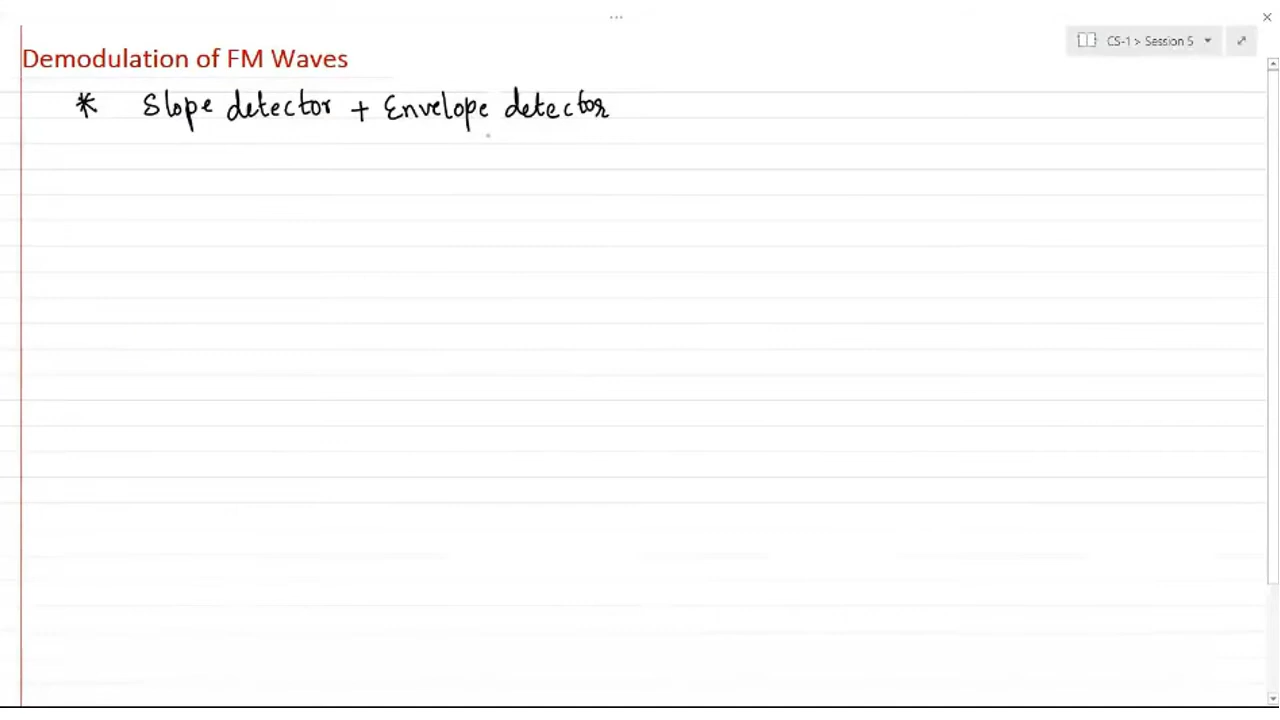 CS-1 > Session 5
Demodulation of FM Waves
* Slope detector + Envelope detector